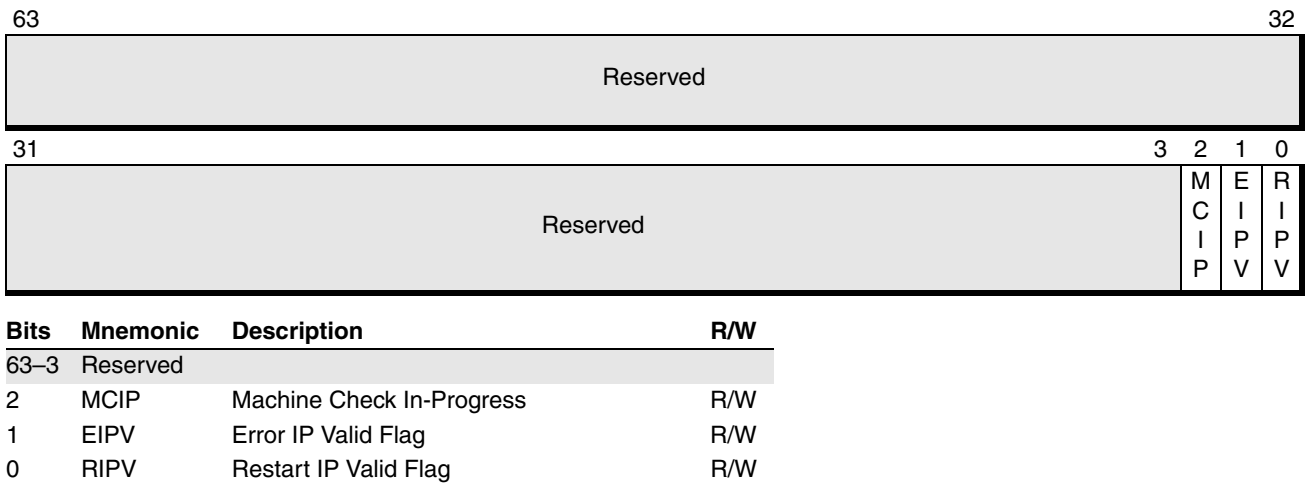 63 32
Reserved
31 3 2 1 0
Reserved
M E R
C I I
I P P
P V V
Bits Mnemonic Description R/W
63–3 Reserved
2 MCIP Machine Check In-Progress R/W
1 EIPV Error IP Valid Flag R/W
0 RIPV Restart IP Valid Flag R/W